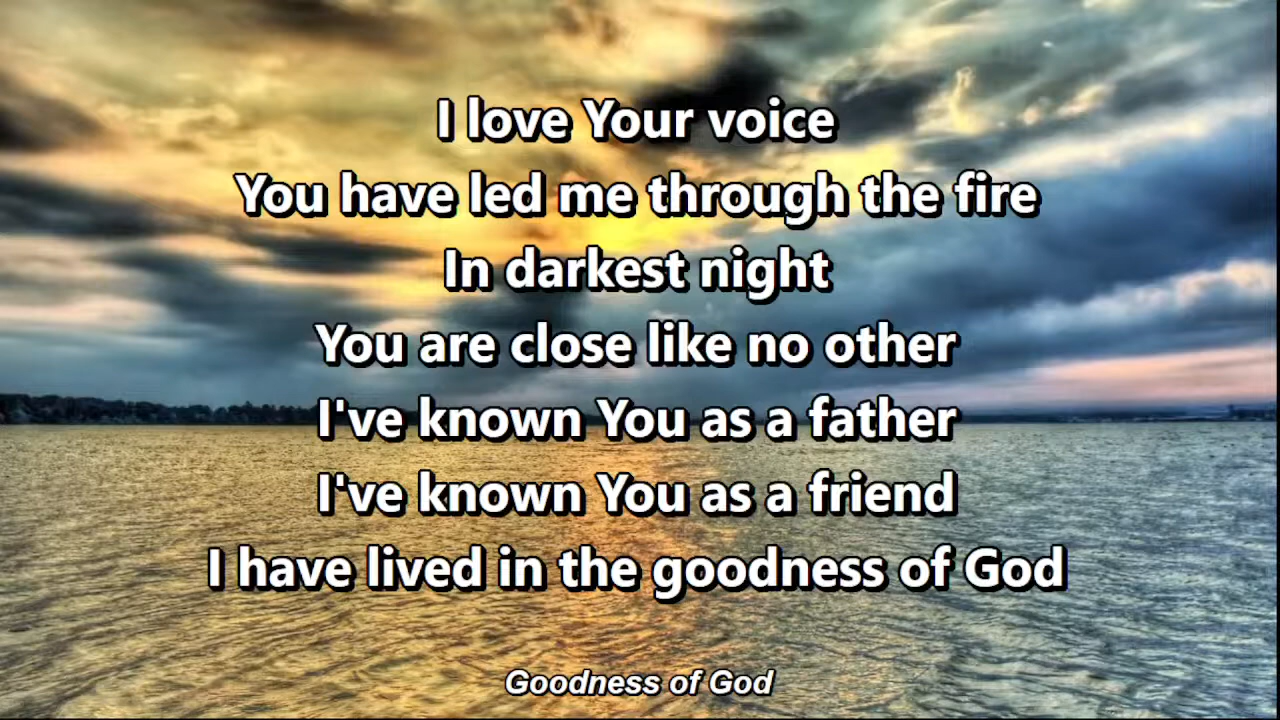 I love Your voice
You have led me through the fire
In darkest night
You are close like no other
I've known You as a father
I've known You as a friend
I have lived in the goodness of God
Goodness of God